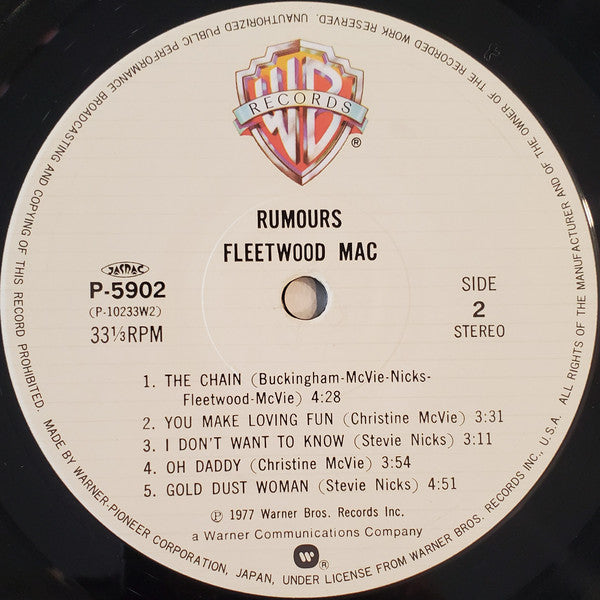 WB
RECORDS
®
RUMOURS
FLEETWOOD MAC
JASRAC
P-5902
(P-10233W2)
33⅓RPM
SIDE
2
STEREO
1. THE CHAIN (Buckingham-McVie-Nicks-
Fleetwood-McVie) 4:28
2. YOU MAKE LOVING FUN (Christine McVie) 3:31
3. I DON'T WANT TO KNOW (Stevie Nicks) 3:11
4. OH DADDY (Christine McVie) 3:54
5. GOLD DUST WOMAN (Stevie Nicks) 4:51
Ⓟ 1977 Warner Bros. Records Inc.
a Warner Communications Company
®
MADE BY WARNER-PIONEER CORPORATION, JAPAN, UNDER LICENSE FROM WARNER BROS. RECORDS INC., U.S.A. ALL RIGHTS OF THE MANUFACTURER AND OF THE OWNER OF THE RECORDED WORK RESERVED. UNAUTHORIZED PUBLIC PERFORMANCE BROADCASTING AND COPYING OF THIS RECORD PROHIBITED.